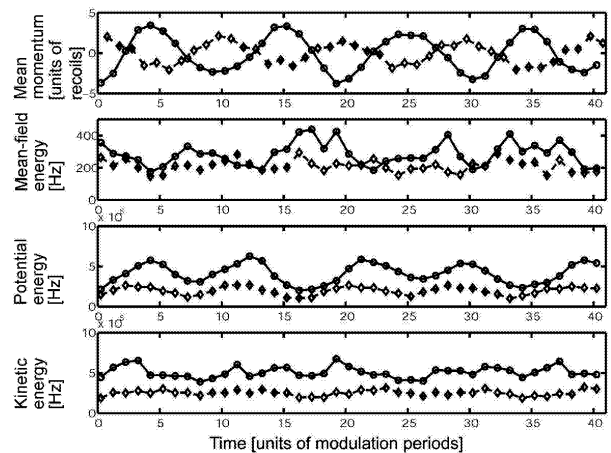 Mean
momentum
[units of
recoils]
5
0
−5
0 5 10 15 20 25 30 35 40
Mean-field
energy
[Hz]
400
200
0
0 5 10 15 20 25 30 35 40
x 10⁵
Potential
energy
[Hz]
10
5
0
0 5 10 15 20 25 30 35 40
Kinetic
energy
[Hz]
10
5
0
0 5 10 15 20 25 30 35 40
Time [units of modulation periods]